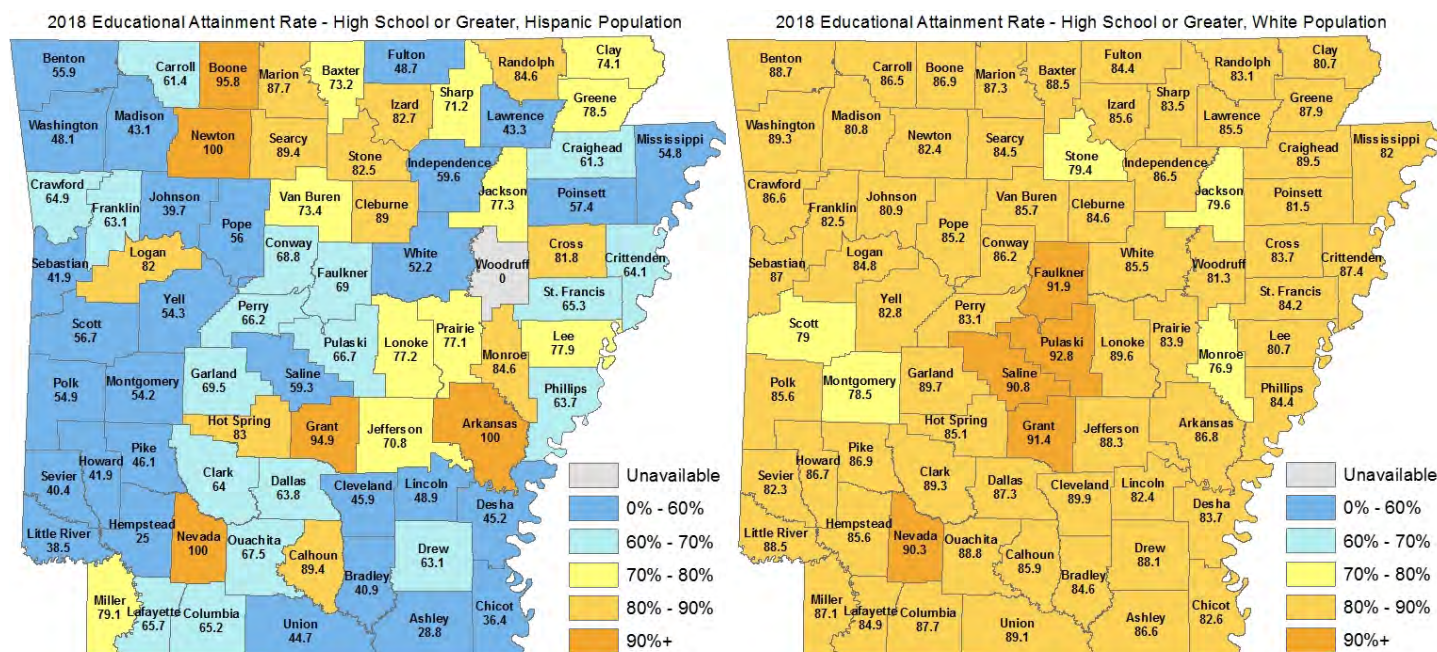 2018 Educational Attainment Rate - High School or Greater, Hispanic Population
Benton
55.9
Carroll
61.4
Boone
95.8
Marion
87.7
Baxter
73.2
Fulton
48.7
Randolph
84.6
Clay
74.1
Sharp
71.2
Greene
78.5
Washington
48.1
Madison
43.1
Newton
100
Searcy
89.4
Izard
82.7
Lawrence
43.3
Stone
82.5
Independence
59.6
Craighead
61.3
Mississippi
54.8
Crawford
64.9
Franklin
63.1
Johnson
39.7
Pope
56
Van Buren
73.4
Cleburne
89
Jackson
77.3
Poinsett
57.4
Sebastian
41.9
Logan
82
Conway
68.8
Faulkner
69
White
52.2
Woodruff
0
Cross
81.8
Crittenden
64.1
St. Francis
65.3
Scott
56.7
Yell
54.3
Perry
66.2
Pulaski
66.7
Lonoke
77.2
Prairie
77.1
Monroe
84.6
Lee
77.9
Polk
54.9
Montgomery
54.2
Garland
69.5
Saline
59.3
Phillips
63.7
Hot Spring
83
Grant
94.9
Jefferson
70.8
Arkansas
100
Sevier
40.4
Howard
41.9
Pike
46.1
Clark
64
Dallas
63.8
Cleveland
45.9
Lincoln
48.9
Desha
45.2
Little River
38.5
Hempstead
25
Nevada
100
Ouachita
67.5
Calhoun
89.4
Bradley
40.9
Drew
63.1
Miller
79.1
Lafayette
65.7
Columbia
65.2
Union
44.7
Ashley
28.8
Chicot
36.4
Unavailable
0% - 60%
60% - 70%
70% - 80%
80% - 90%
90%+
2018 Educational Attainment Rate - High School or Greater, White Population
Benton
88.7
Carroll
86.5
Boone
86.9
Marion
87.3
Baxter
88.5
Fulton
84.4
Randolph
83.1
Clay
80.7
Sharp
83.5
Greene
87.9
Washington
89.3
Madison
80.8
Newton
82.4
Searcy
84.5
Izard
85.6
Lawrence
85.5
Stone
79.4
Independence
86.5
Craighead
89.5
Mississippi
82
Crawford
86.6
Franklin
82.5
Johnson
80.9
Pope
85.2
Van Buren
85.7
Cleburne
84.6
Jackson
79.6
Poinsett
81.5
Sebastian
87
Logan
84.8
Conway
86.2
Faulkner
91.9
White
85.5
Woodruff
81.3
Cross
83.7
Crittenden
87.4
St. Francis
84.2
Scott
79
Yell
82.8
Perry
83.1
Pulaski
92.8
Lonoke
89.6
Prairie
83.9
Monroe
76.9
Lee
80.7
Polk
85.6
Montgomery
78.5
Garland
89.7
Saline
90.8
Phillips
84.4
Hot Spring
85.1
Grant
91.4
Jefferson
88.3
Arkansas
86.8
Sevier
82.3
Howard
86.7
Pike
86.9
Clark
89.3
Dallas
87.3
Cleveland
89.9
Lincoln
82.4
Desha
83.7
Little River
88.5
Hempstead
85.6
Nevada
90.3
Ouachita
88.8
Calhoun
85.9
Bradley
84.6
Drew
88.1
Miller
87.1
Lafayette
84.9
Columbia
87.7
Union
89.1
Ashley
86.6
Chicot
82.6
Unavailable
0% - 60%
60% - 70%
70% - 80%
80% - 90%
90%+